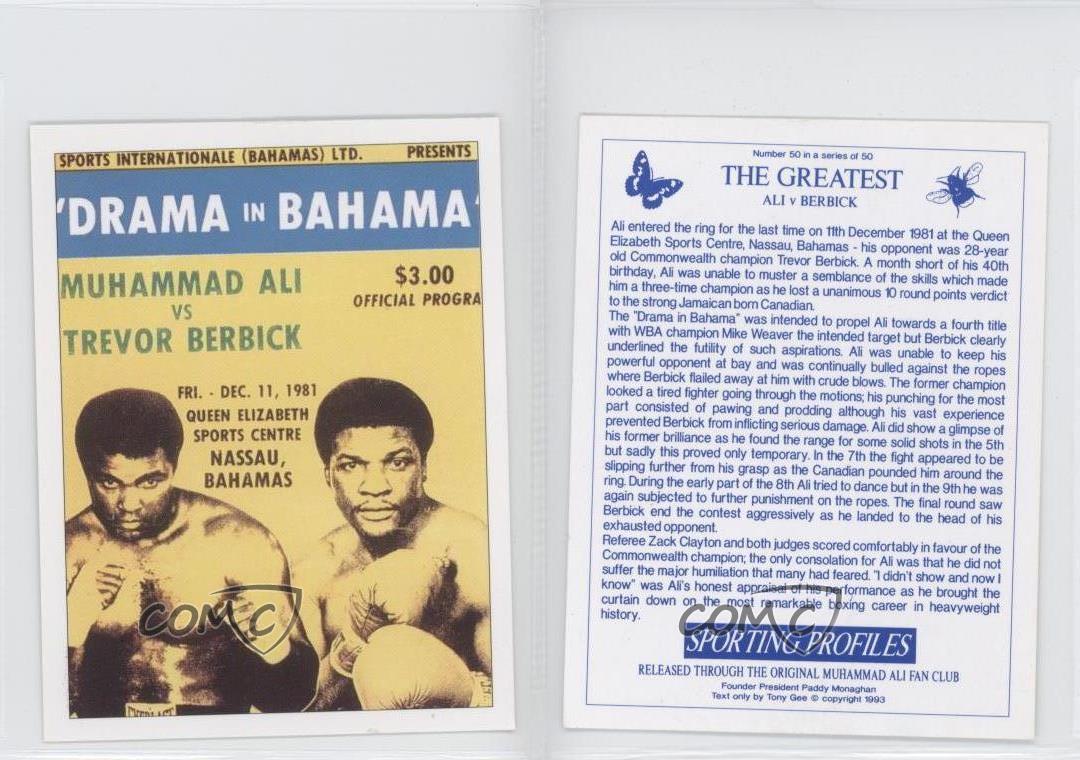 SPORTS INTERNATIONALE (BAHAMAS) LTD. PRESENTS
'DRAMA IN BAHAMA'
MUHAMMAD ALI
VS
TREVOR BERBICK
$3.00
OFFICIAL PROGRA
FRI. - DEC. 11, 1981
QUEEN ELIZABETH
SPORTS CENTRE
NASSAU,
BAHAMAS
EVERLAST
COMC
Number 50 in a series of 50
THE GREATEST
ALI v BERBICK
Ali entered the ring for the last time on 11th December 1981 at the Queen
Elizabeth Sports Centre, Nassau, Bahamas - his opponent was 28-year
old Commonwealth champion Trevor Berbick. A month short of his 40th
birthday, Ali was unable to muster a semblance of the skills which made
him a three-time champion as he lost a unanimous 10 round points verdict
to the strong Jamaican born Canadian.
The "Drama in Bahama" was intended to propel Ali towards a fourth title
with WBA champion Mike Weaver the intended target but Berbick clearly
underlined the futility of such aspirations. Ali was unable to keep his
powerful opponent at bay and was continually bulled against the ropes
where Berbick flailed away at him with crude blows. The former champion
looked a tired fighter going through the motions; his punching for the most
part consisted of pawing and prodding although his vast experience
prevented Berbick from inflicting serious damage. Ali did show a glimpse of
his former brilliance as he found the range for some solid shots in the 5th
but sadly this proved only temporary. In the 7th the fight appeared to be
slipping further from his grasp as the Canadian pounded him around the
ring. During the early part of the 8th Ali tried to dance but in the 9th he was
again subjected to further punishment on the ropes. The final round saw
Berbick end the contest aggressively as he landed to the head of his
exhausted opponent.
Referee Zack Clayton and both judges scored comfortably in favour of the
Commonwealth champion; the only consolation for Ali was that he did not
suffer the major humiliation that many had feared. "I didn't show and now I
know" was Ali's honest appraisal of his performance as he brought the
curtain down on the most remarkable boxing career in heavyweight
history.
COMC
SPORTING PROFILES
RELEASED THROUGH THE ORIGINAL MUHAMMAD ALI FAN CLUB
Founder President Paddy Monaghan
Text only by Tony Gee © copyright 1993